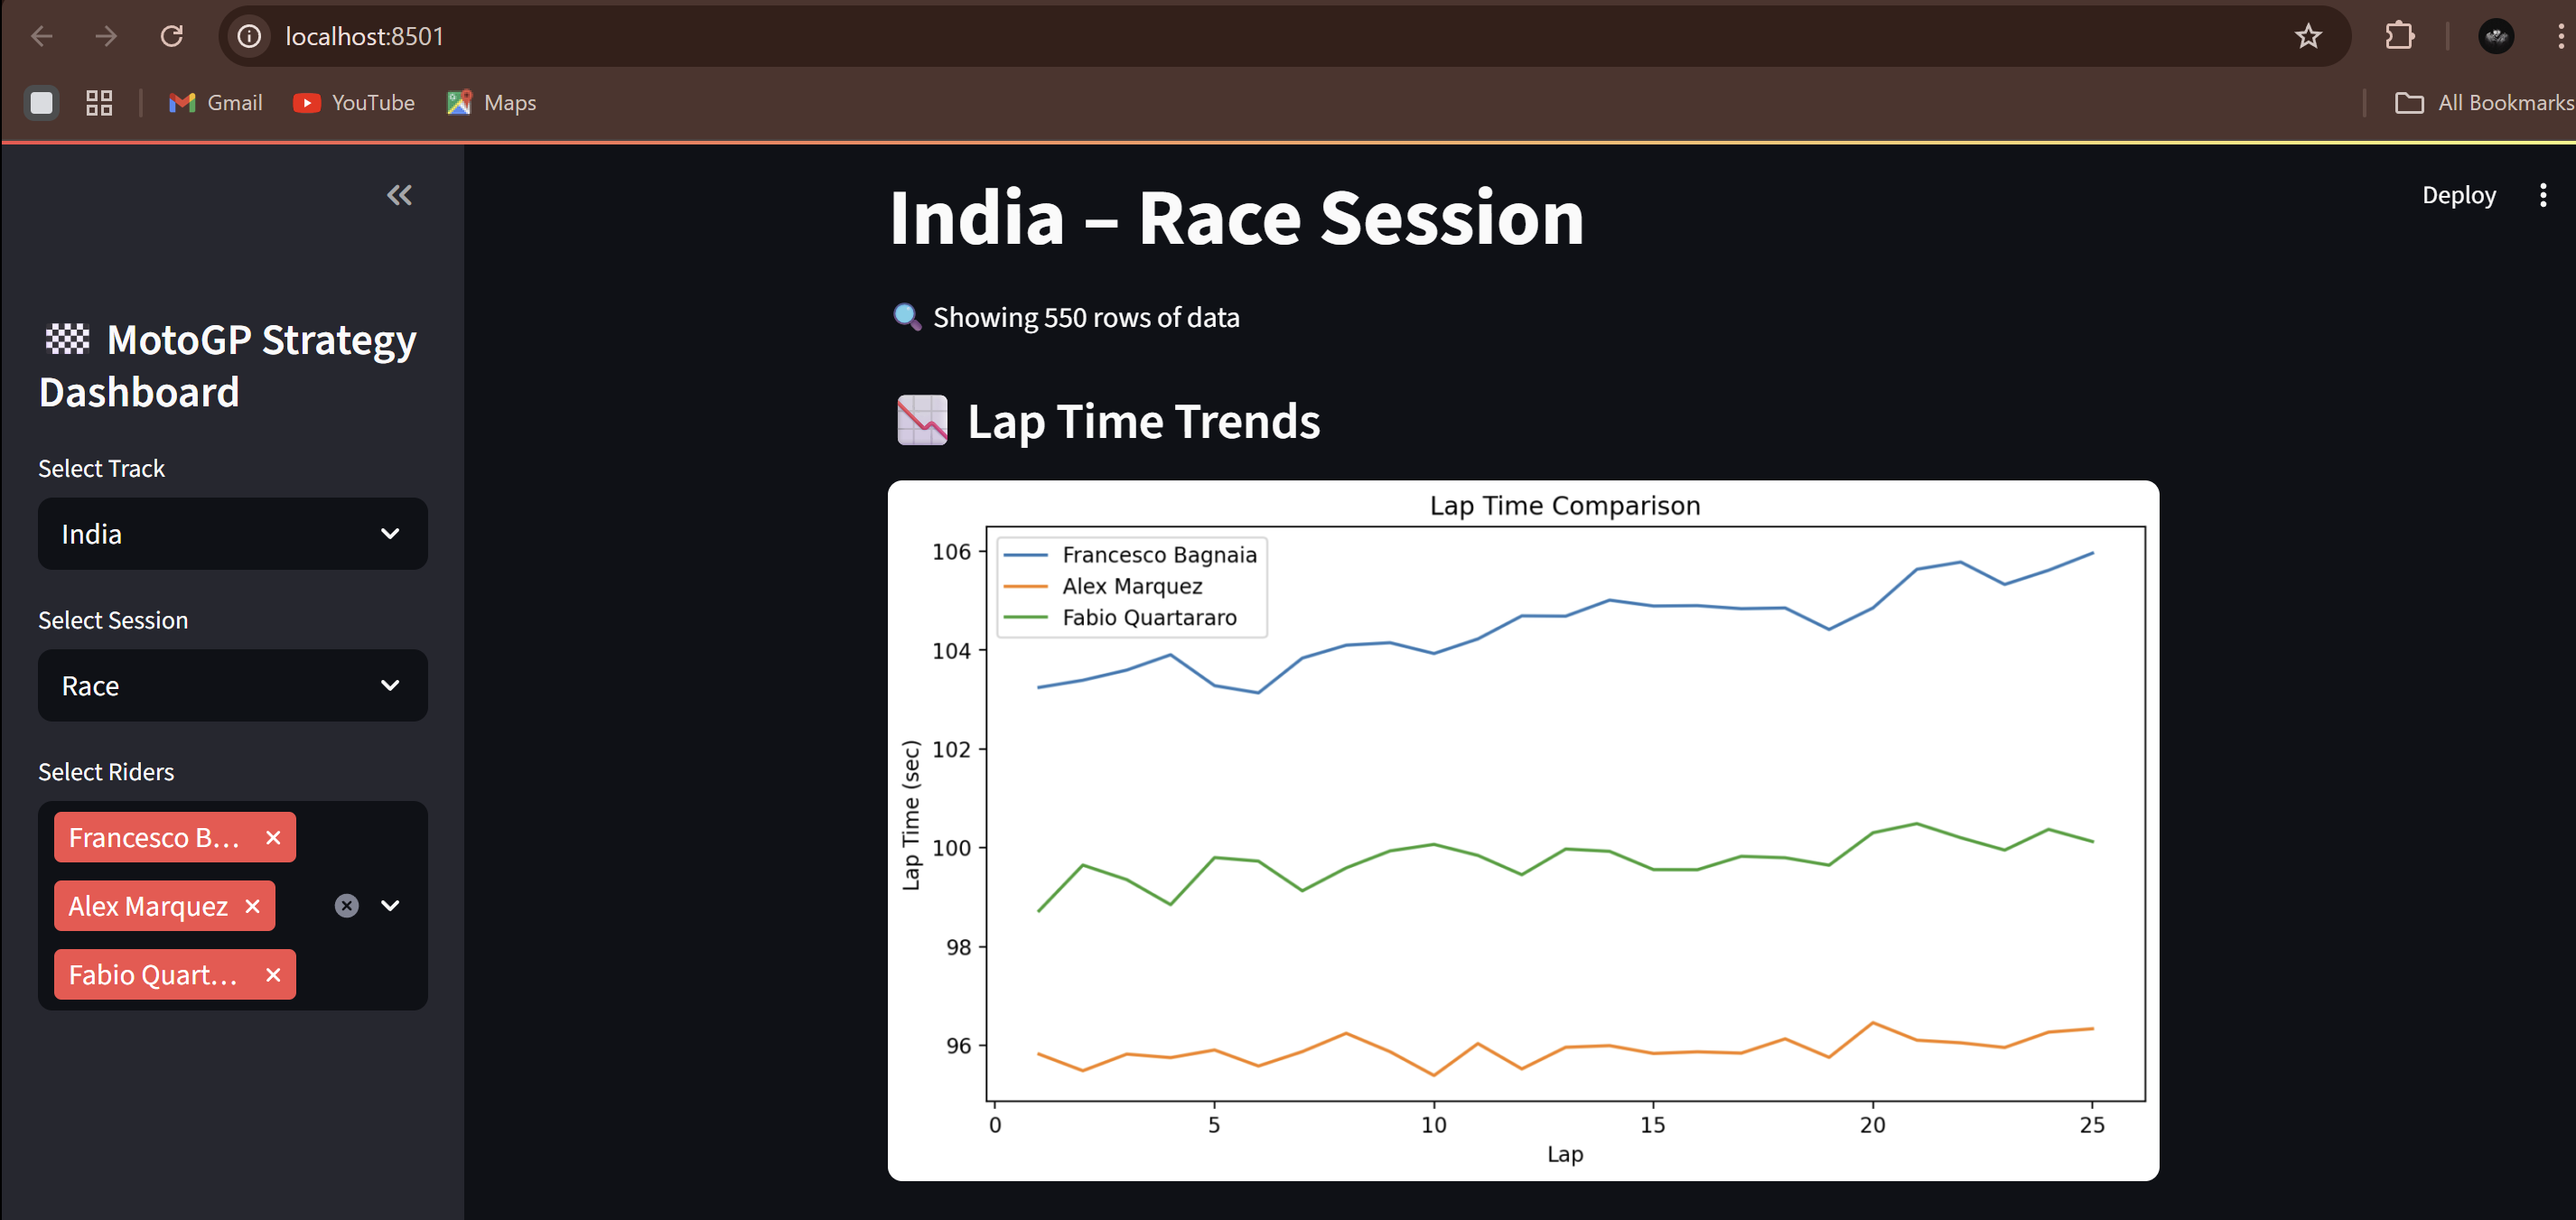 localhost:8501
Gmail
YouTube
Maps
All Bookmarks
MotoGP Strategy
Dashboard
Select Track
India
Select Session
Race
Select Riders
Francesco B...
Alex Marquez
Fabio Quart...
Deploy
India – Race Session
Showing 550 rows of data
Lap Time Trends
Lap Time Comparison
Francesco Bagnaia
Alex Marquez
Fabio Quartararo
Lap Time (sec)
106
104
102
100
98
96
0 5 10 15 20 25
Lap